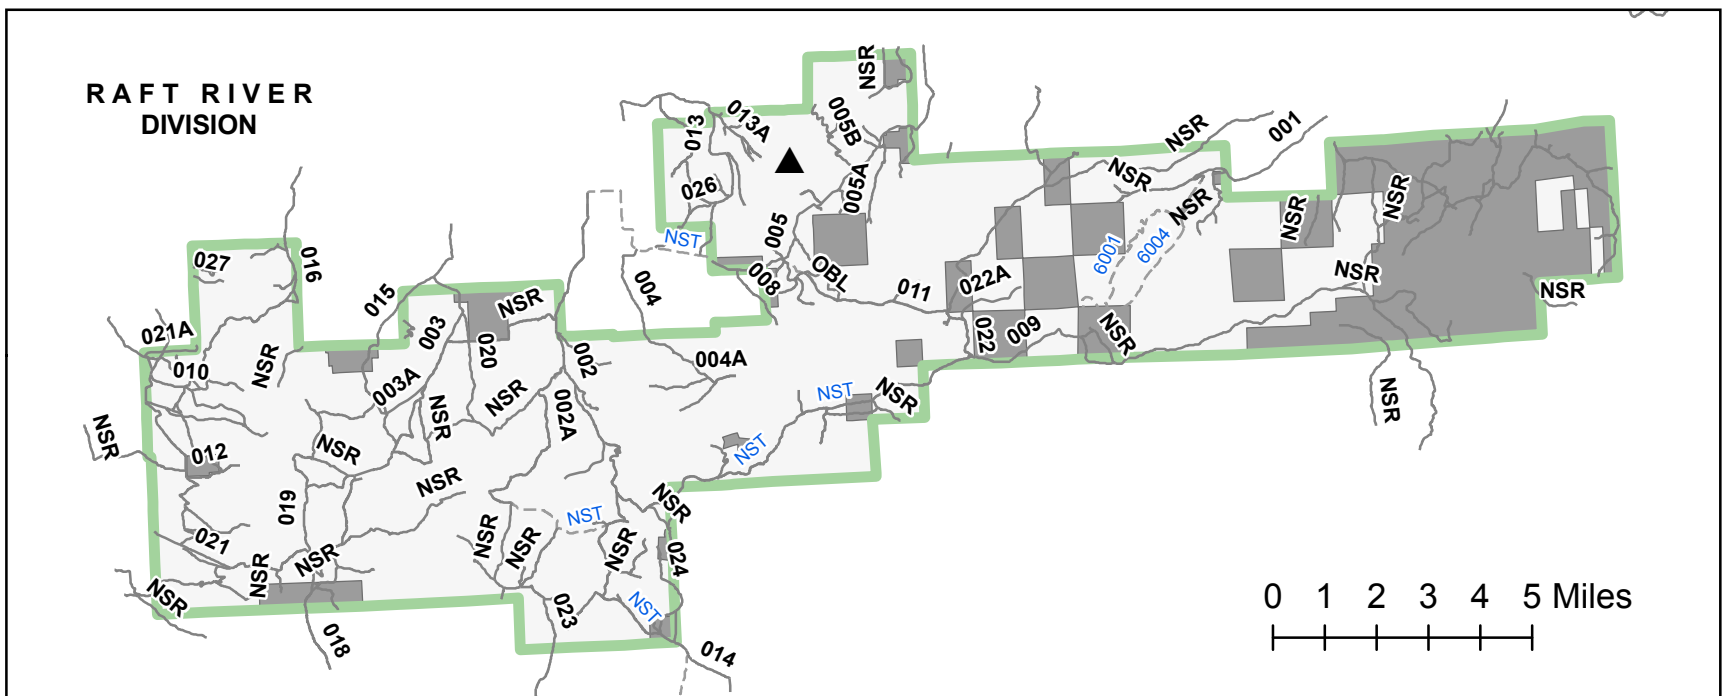 RAFT RIVER
DIVISION
NSR
013A
005B
013
NSR
001
NSR
026
005A
NSR
NSR
NSR
005
NST
6001
6004
027
016
OBL
008
004
022A
011
NSR
NSR
015
NSR
021A
003
020
002
022
009
NSR
NSR
010
004A
003A
NSR
NST
NSR
NSR
002A
NSR
NSR
NSR
012
NST
NSR
019
NSR
NST
NSR
021
NSR
NSR
NSR
024
NSR
NSR
NSR
NST
023
018
014
0 1 2 3 4 5 Miles